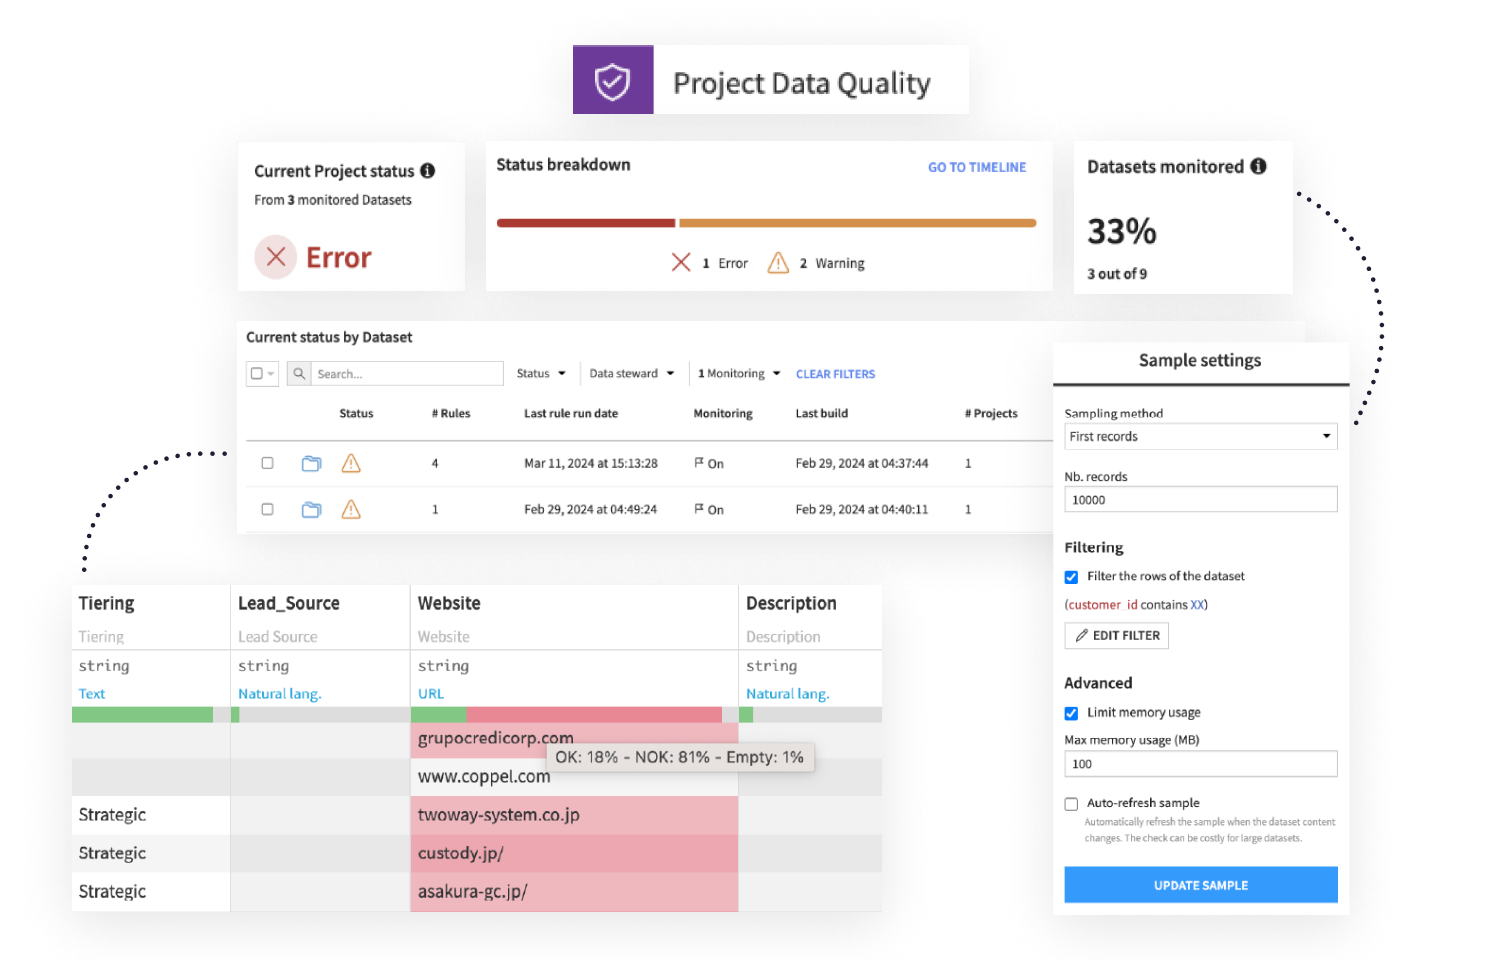 Project Data Quality
Current Project status
From 3 monitored Datasets
Error
Status breakdown
GO TO TIMELINE
1 Error 2 Warning
Datasets monitored
33%
3 out of 9
Current status by Dataset
Search...
Status
Data steward
1 Monitoring
CLEAR FILTERS
Status # Rules Last rule run date Monitoring Last build # Projects
4 Mar 11, 2024 at 15:13:28 On Feb 29, 2024 at 04:37:44 1
1 Feb 29, 2024 at 04:49:24 On Feb 29, 2024 at 04:40:11 1
Sample settings
Sampling method
First records
Nb. records
10000
Filtering
Filter the rows of the dataset
(customer_id contains XX)
EDIT FILTER
Advanced
Limit memory usage
Max memory usage (MB)
100
Auto-refresh sample
Automatically refresh the sample when the dataset content
changes. The check can be costly for large datasets.
UPDATE SAMPLE
Tiering Lead_Source Website Description
Tiering Lead Source Website Description
string string string string
Text Natural lang. URL Natural lang.
grupocredicorp.com
OK: 18% - NOK: 81% - Empty: 1%
www.coppel.com
Strategic twoway-system.co.jp
Strategic custody.jp/
Strategic asakura-gc.jp/